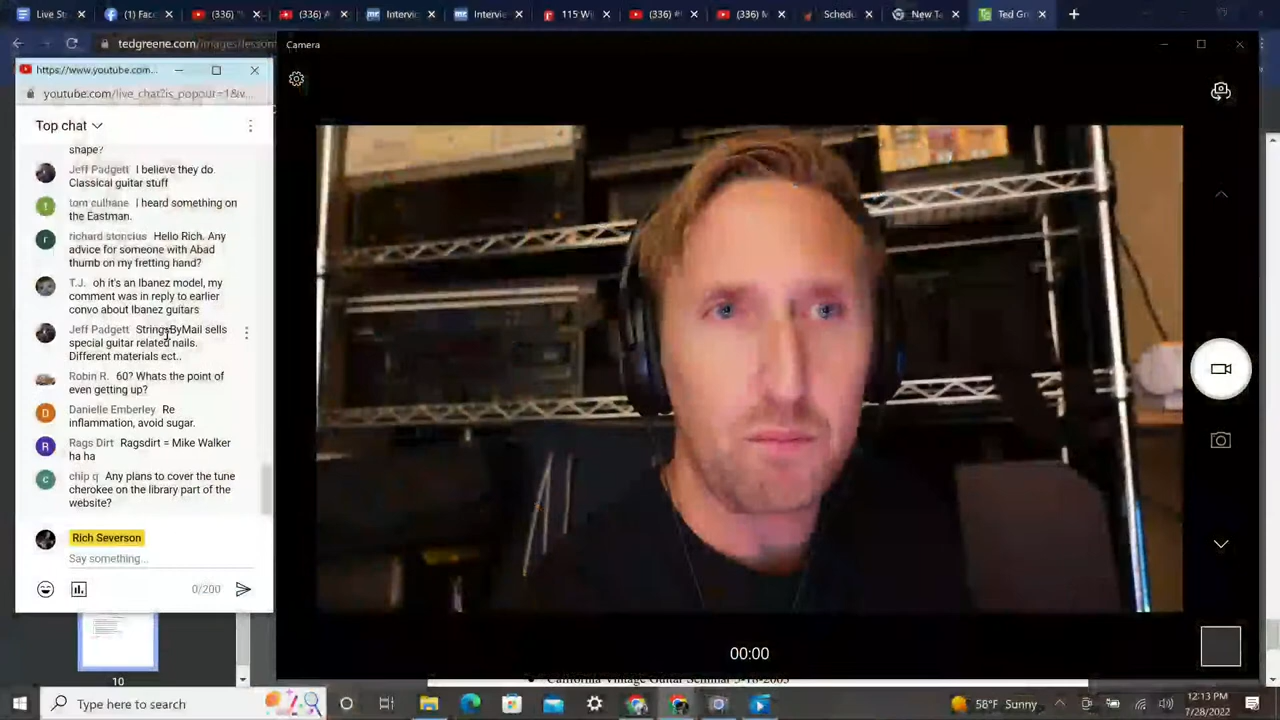 Live St
(1) Face
(336) "
(336) A
Intervie
Intervie
115 Wi
(336) #
(336) M
Schedu
New Ta
Ted Gr
tedgreene.com/images/lesson
Camera
https://www.youtube.com...
youtube.com/live_chat?is_popout=1&v...
Top chat
shape?
Jeff Padgett I believe they do
Classical guitar stuff
tom culhane I heard something on
the Eastman.
richard stoncius Hello Rich. Any
advice for someone with Abad
thumb on my fretting hand?
T.J. oh it's an Ibanez model, my
comment was in reply to earlier
convo about Ibanez guitars
Jeff Padgett StringsByMail sells
special guitar related nails.
Different materials ect..
Robin R. 60? Whats the point of
even getting up?
Danielle Emberley Re
inflammation, avoid sugar.
Rags Dirt Ragsdirt = Mike Walker
ha ha
chip q Any plans to cover the tune
cherokee on the library part of the
website?
Rich Severson
Say something...
0/200
00:00
10
California Vintage Guitar Seminar 5-18-2003
Type here to search
58°F Sunny
12:13 PM
7/28/2022